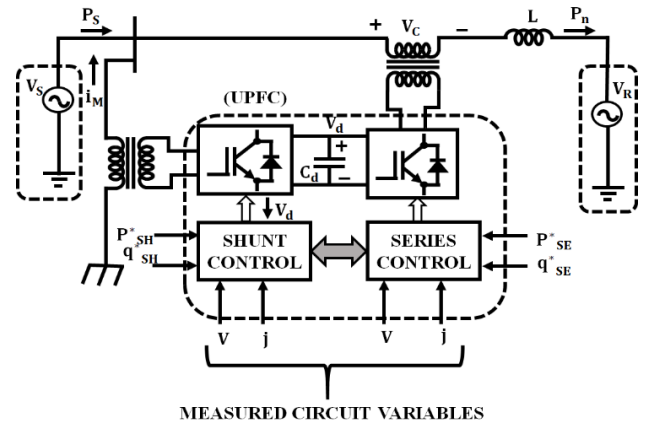 P_S
+ V_C −
L
P_n
V_S
i_M
(UPFC)
V_d
V_R
+
C_d
−
V_d
P*_SH
q*_SH
SHUNT
CONTROL
SERIES
CONTROL
P*_SE
q*_SE
V
j
V
j
MEASURED CIRCUIT VARIABLES